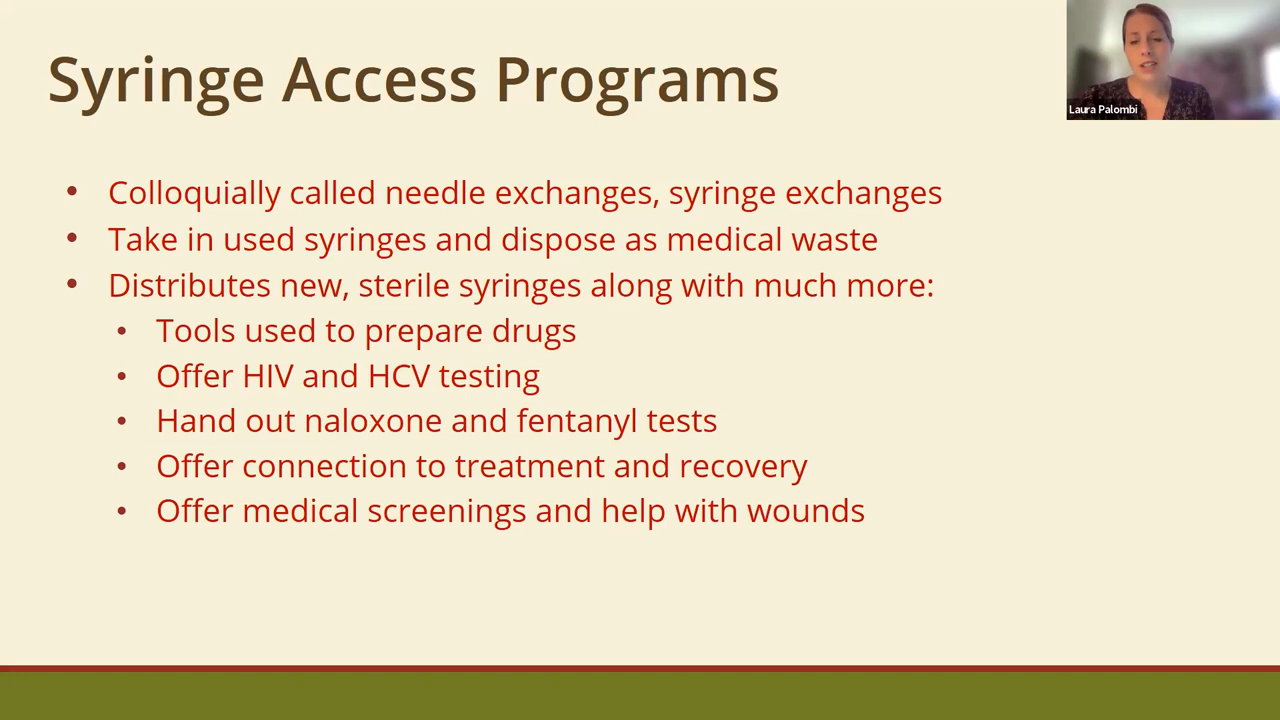 Syringe Access Programs
Laura Palombi
• Colloquially called needle exchanges, syringe exchanges
• Take in used syringes and dispose as medical waste
• Distributes new, sterile syringes along with much more:
• Tools used to prepare drugs
• Offer HIV and HCV testing
• Hand out naloxone and fentanyl tests
• Offer connection to treatment and recovery
• Offer medical screenings and help with wounds